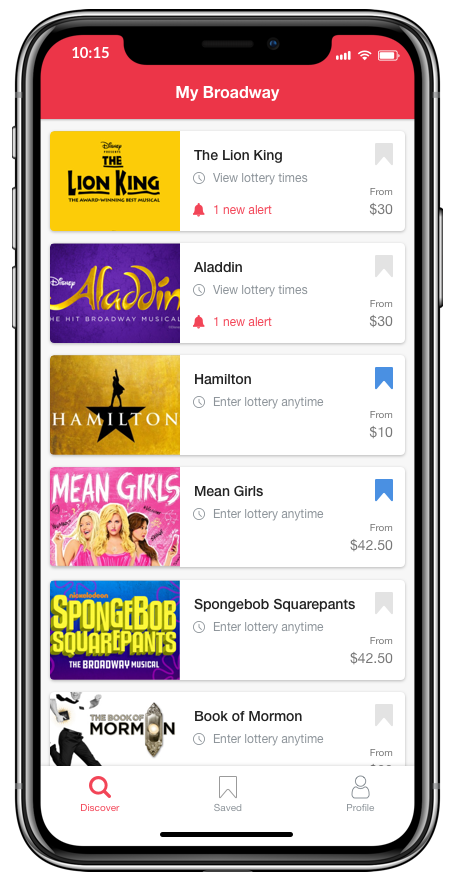 10:15
My Broadway
Disney
PRESENTS
THE
LION KING
THE AWARD-WINNING BEST MUSICAL
The Lion King
View lottery times
1 new alert
From
$30
Disney
Aladdin
HE HIT BROADWAY MUSICAL
Aladdin
View lottery times
1 new alert
From
$30
HAMILTON
Hamilton
Enter lottery anytime
From
$10
MEAN GIRLS
Mean Girls
Enter lottery anytime
From
$42.50
nickelodeon
SPONGEBOB
SQUAREPANTS
THE BROADWAY MUSICAL
Spongebob Squarepants
Enter lottery anytime
From
$42.50
THE BOOK OF
MORMON
Book of Mormon
Enter lottery anytime
From
Discover
Saved
Profile